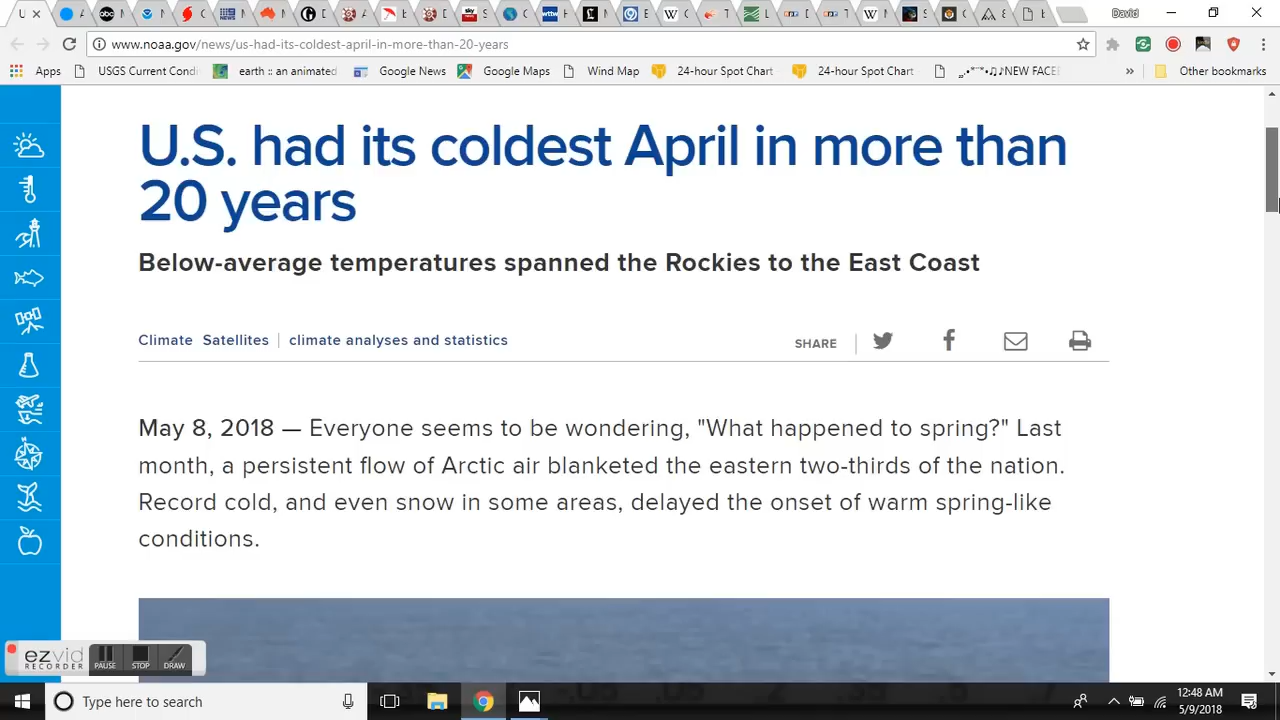 David
www.noaa.gov/news/us-had-its-coldest-april-in-more-than-20-years
Apps USGS Current Condi earth :: an animated Google News Google Maps Wind Map 24-hour Spot Chart 24-hour Spot Chart NEW FACE » Other bookmarks
U.S. had its coldest April in more than
20 years
Below-average temperatures spanned the Rockies to the East Coast
Climate Satellites | climate analyses and statistics
SHARE
May 8, 2018 — Everyone seems to be wondering, "What happened to spring?" Last
month, a persistent flow of Arctic air blanketed the eastern two-thirds of the nation.
Record cold, and even snow in some areas, delayed the onset of warm spring-like
conditions.
ezvid
RECORDER
PAUSE STOP DRAW
Type here to search
12:48 AM
5/9/2018